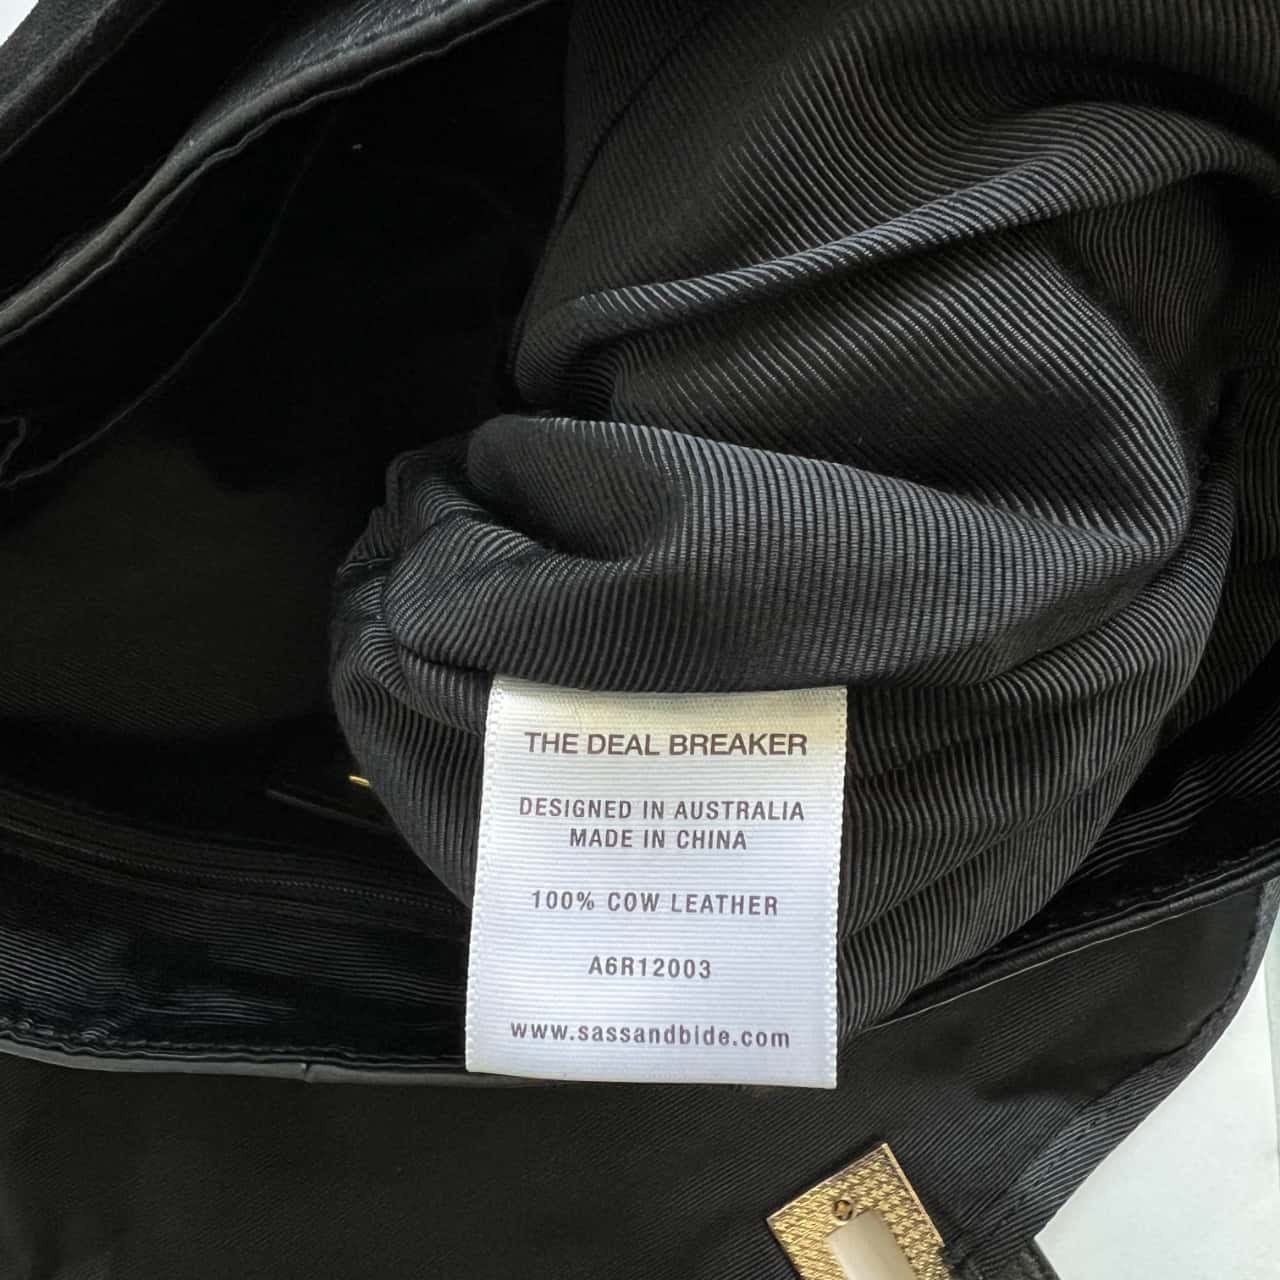 THE DEAL BREAKER
DESIGNED IN AUSTRALIA
MADE IN CHINA
100% COW LEATHER
A6R12003
www.sassandbide.com